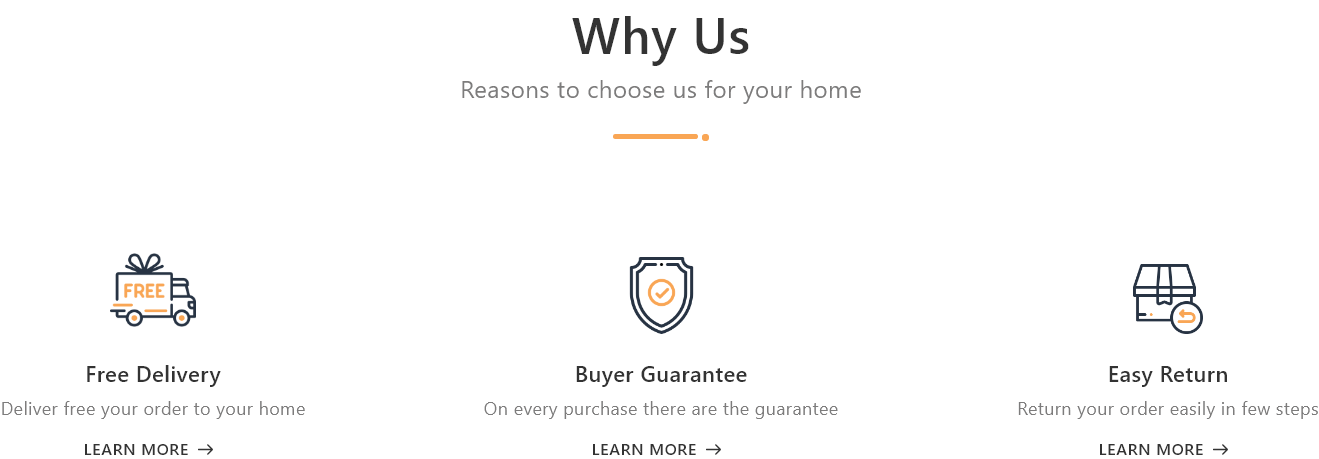 Why Us
Reasons to choose us for your home
FREE
Free Delivery
Deliver free your order to your home
LEARN MORE →
Buyer Guarantee
On every purchase there are the guarantee
LEARN MORE →
Easy Return
Return your order easily in few steps
LEARN MORE →